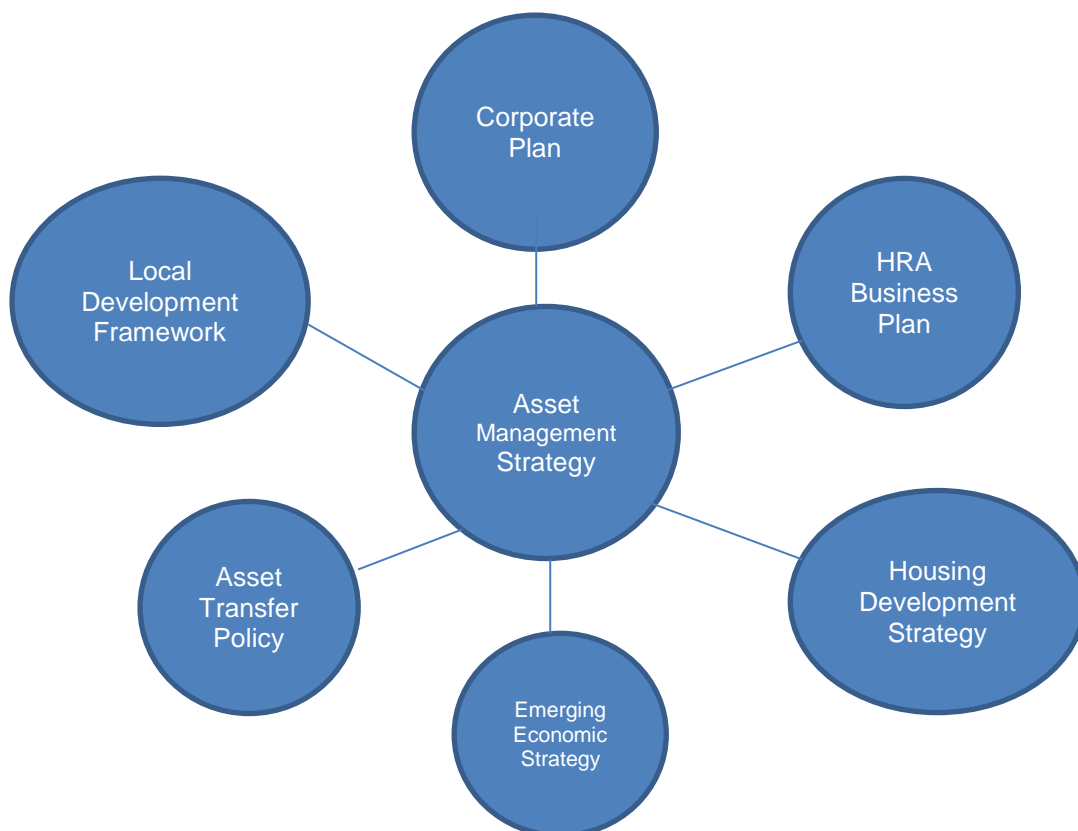 Corporate
Plan
Local
Development
Framework
HRA
Business
Plan
Asset
Management
Strategy
Asset
Transfer
Policy
Housing
Development
Strategy
Emerging
Economic
Strategy